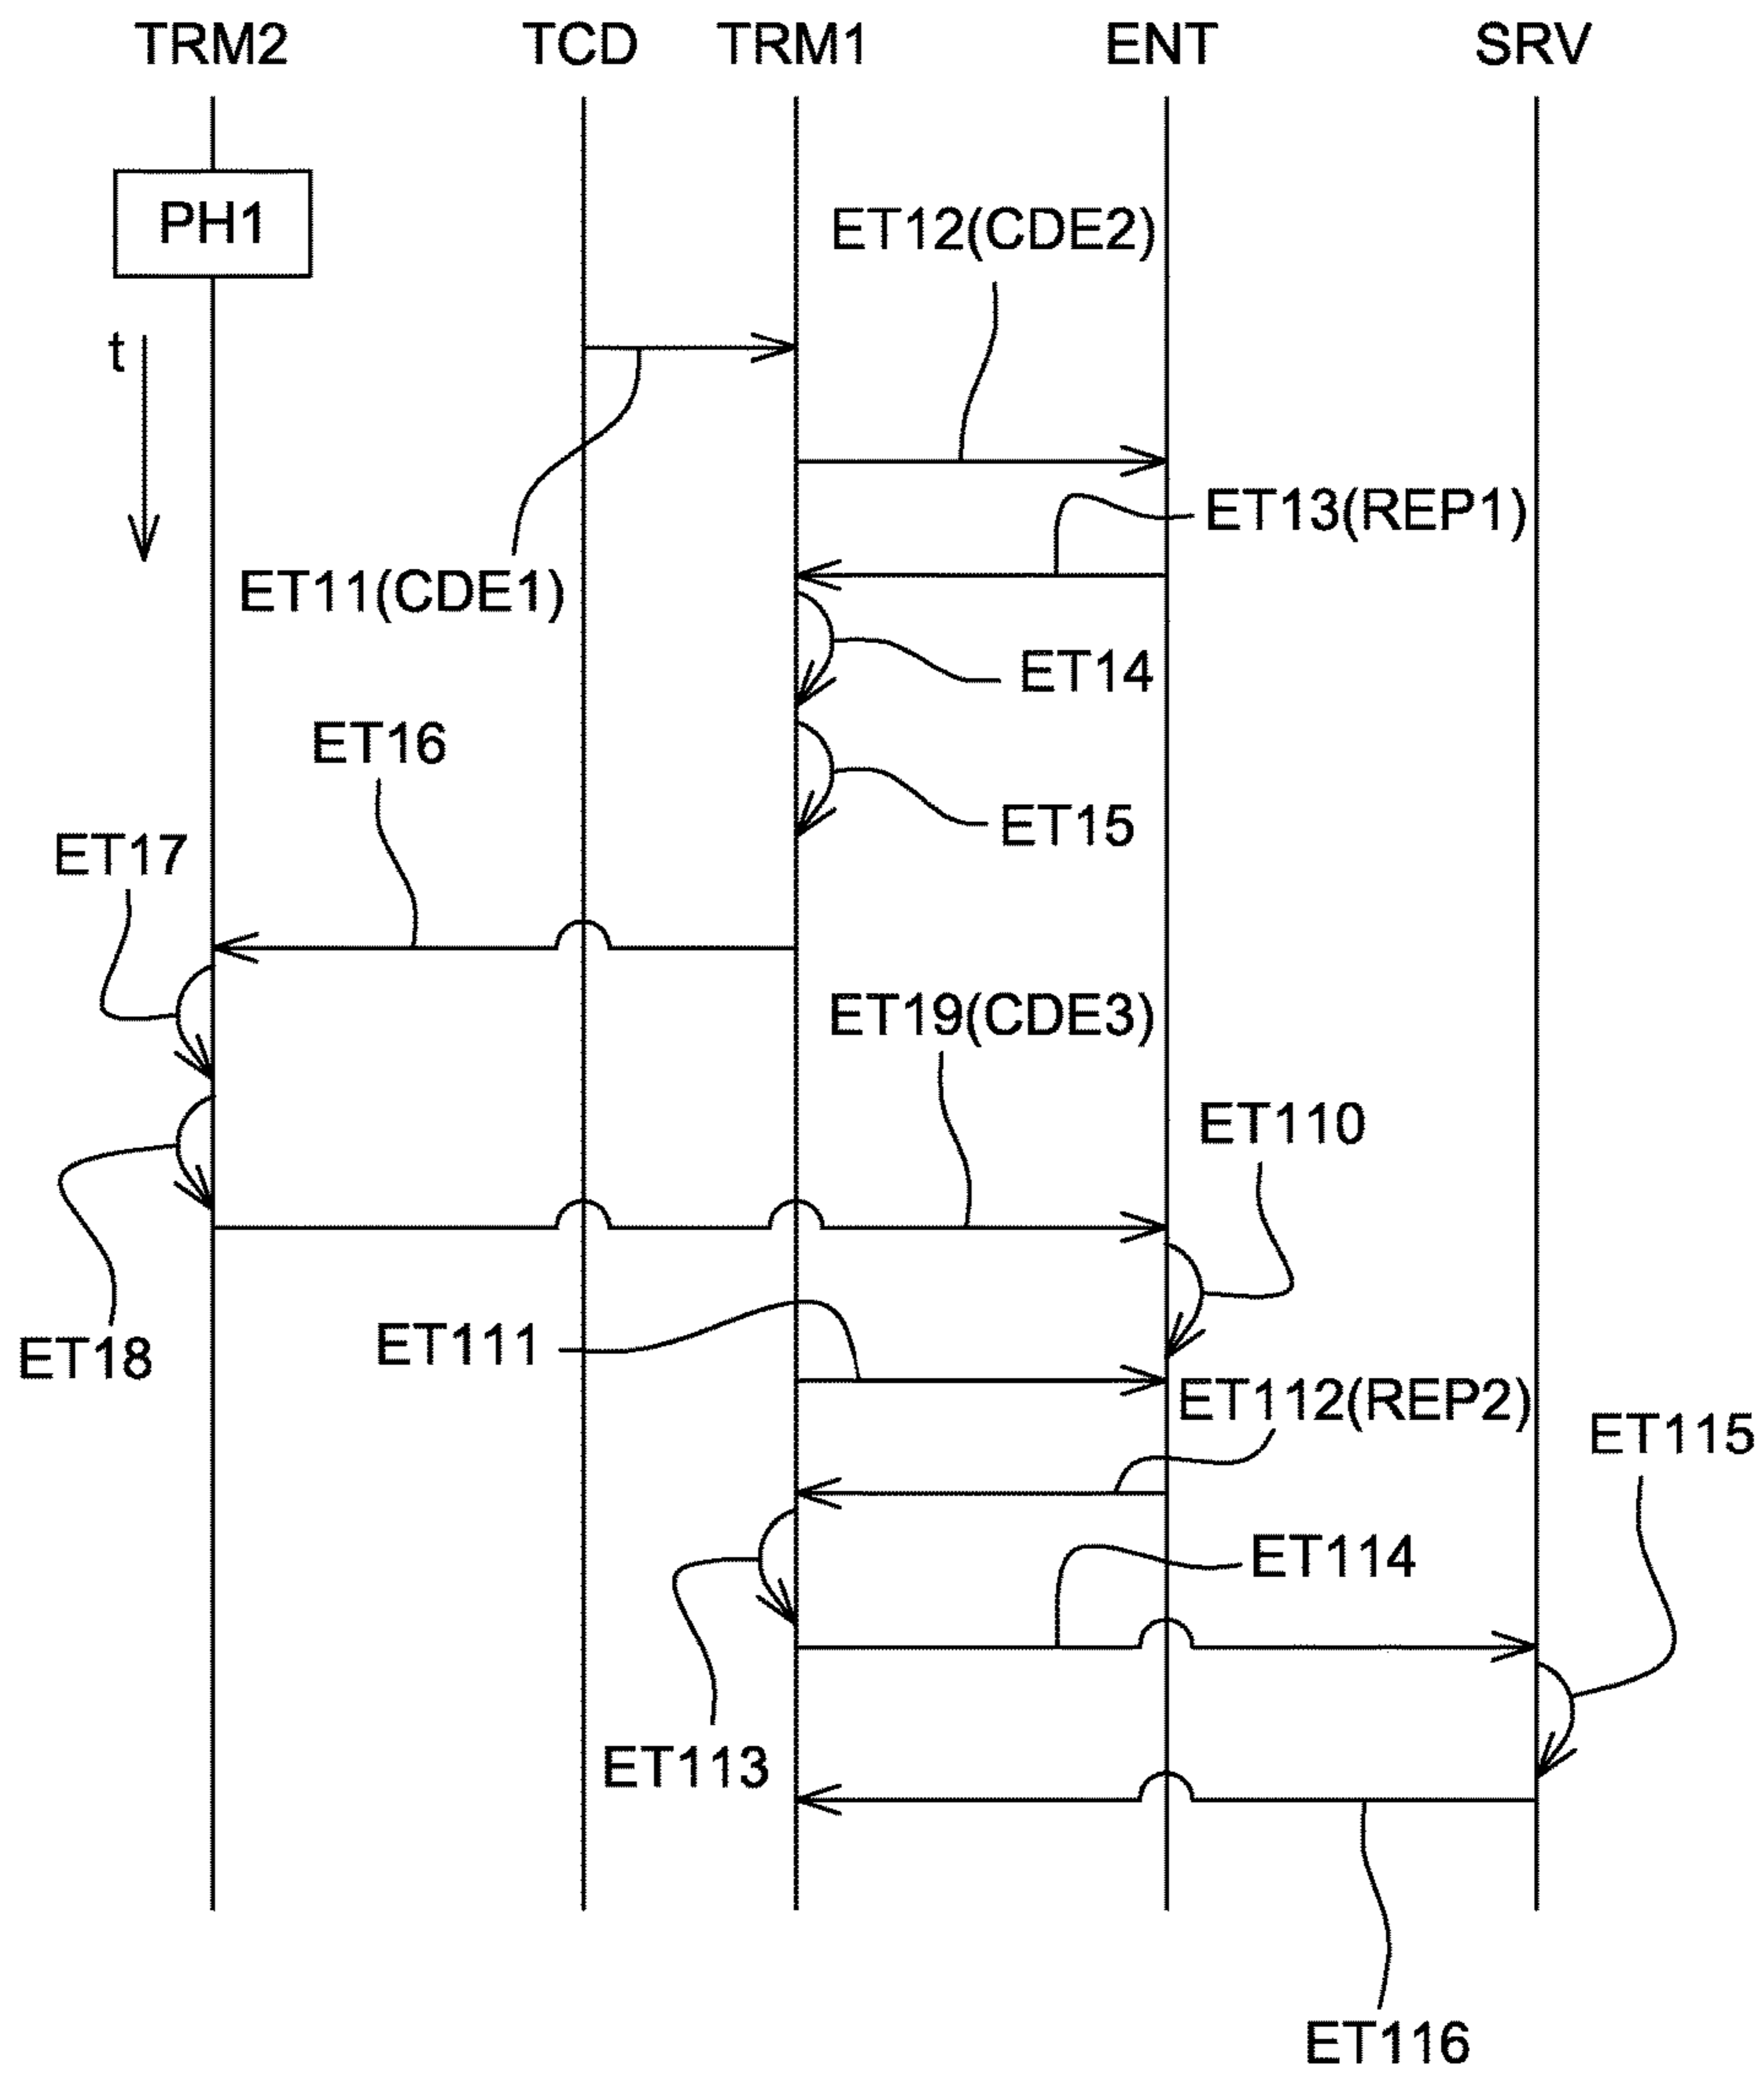 TRM2 TCD TRM1 ENT SRV
PH1
ET12(CDE2)
t
ET13(REP1)
ET11(CDE1)
ET14
ET16
ET15
ET17
ET19(CDE3)
ET110
ET111
ET18
ET112(REP2)
ET115
ET114
ET113
ET116